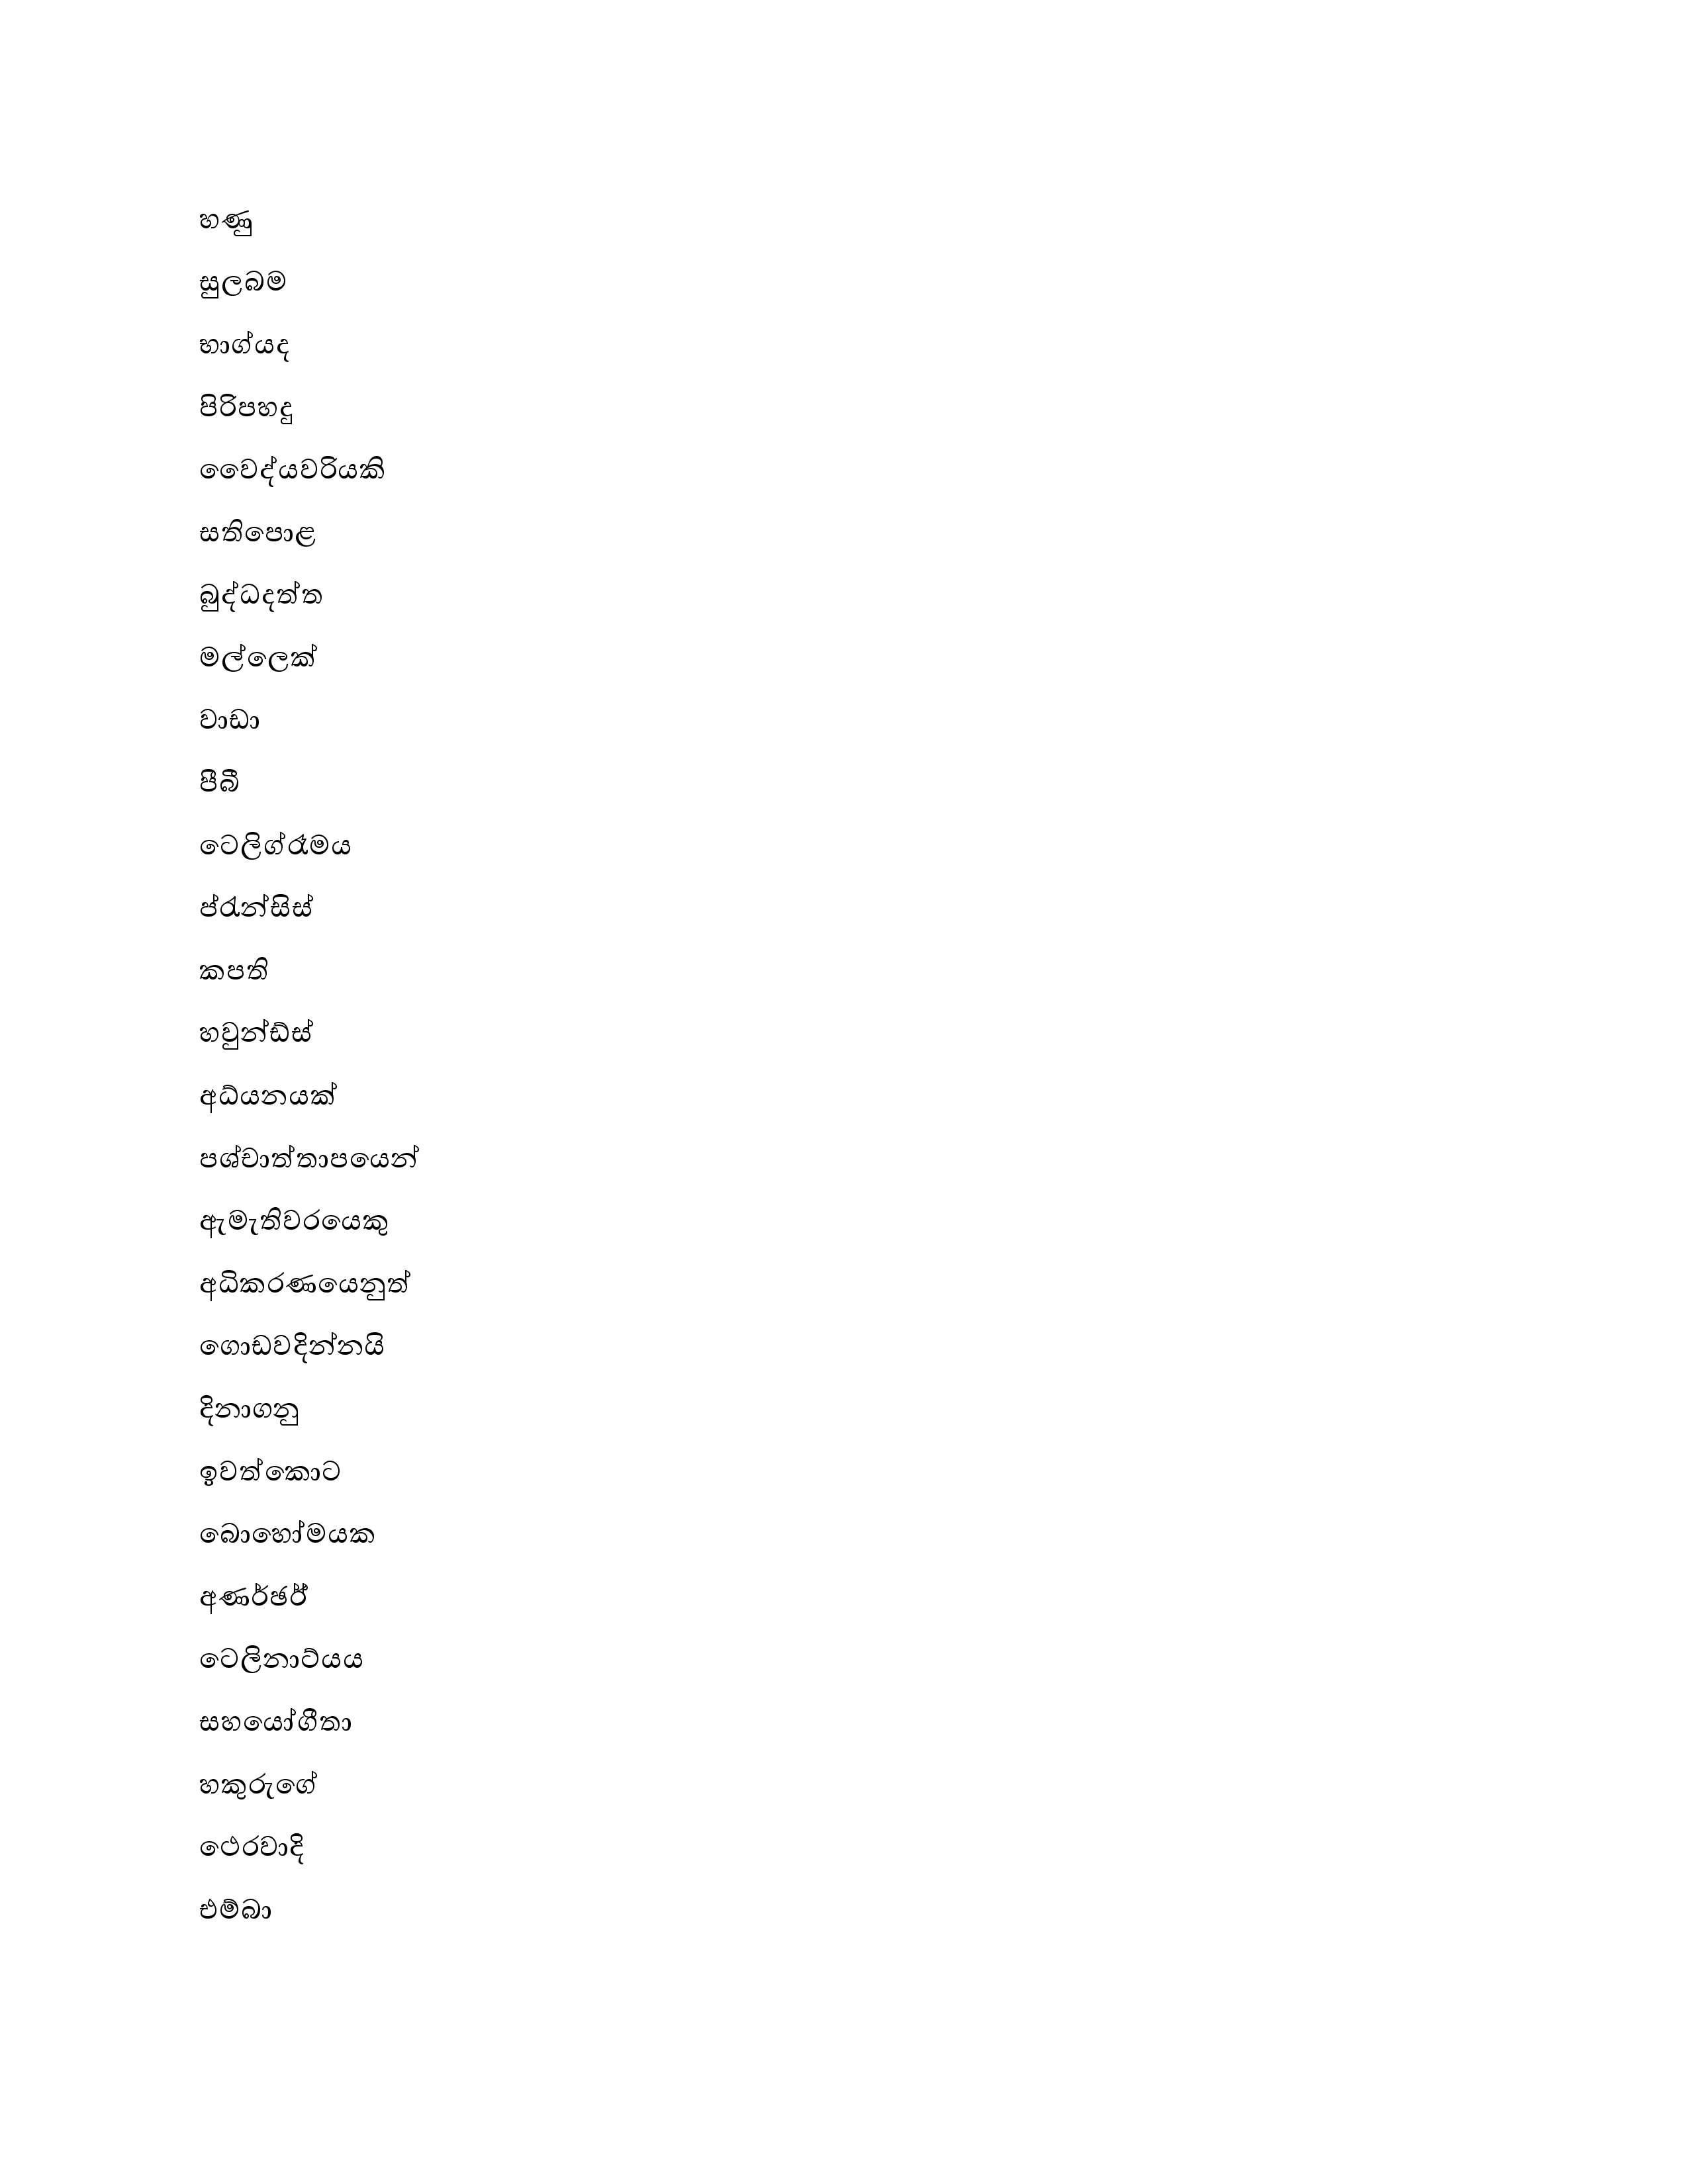 හණු
සුලබම
භාග්යද
පිරිපහදු
වෛද්යවරියකි
සතිපොළ
බුද්ධදත්ත
මල්ලෙක්
වාඩා
පීබී
ටෙලිග්රෑමය
ප්රැන්සිස්
කපති
හවුන්ඩ්ස්
අධ්යනයක්
පශ්චාත්තාපයෙන්
ඇමැතිවරයෙකු
අධිකරණයෙනුත්
ගොඩවදින්නයි
දිනාගනු
ඉවත්කොට
බොහෝමයක
අණර්ඡර්
ටෙලිනාට්යය
සහයෝගීතා
හකුරුගේ
ථෙරවාදි
එම්බා